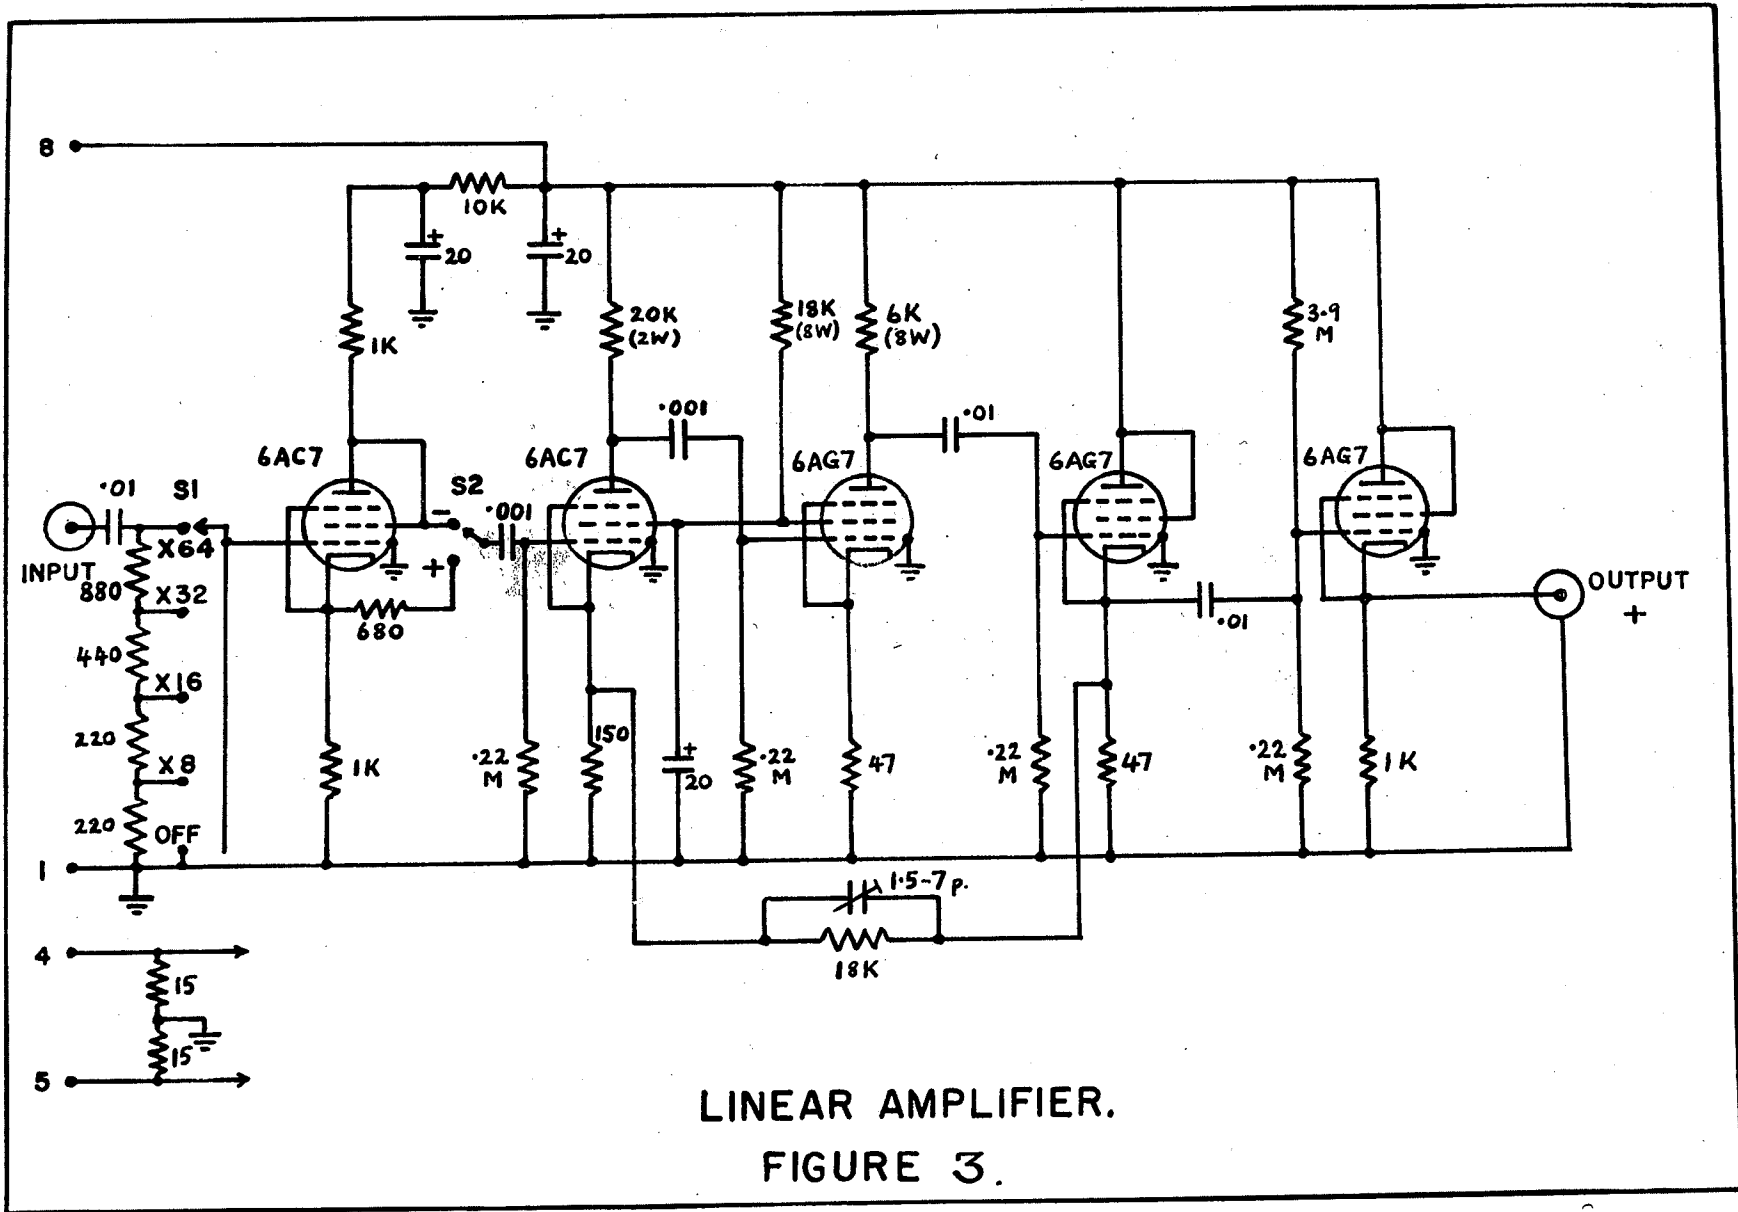 8
10K
+
20
+
20
1K
20K
(2W)
18K
(8W)
6K
(8W)
3.9
M
.001
.01
6AC7
6AC7
6AG7
6AG7
6AG7
.01
S1
S2
-
.001
X64
INPUT
880
X32
+
680
440
X16
220
X8
220
OFF
1K
.22
M
150
+
20
.22
M
47
.22
M
47
.01
.22
M
1K
OUTPUT
+
1
1.5-7p.
18K
4
15
15
5
LINEAR AMPLIFIER.
FIGURE 3.